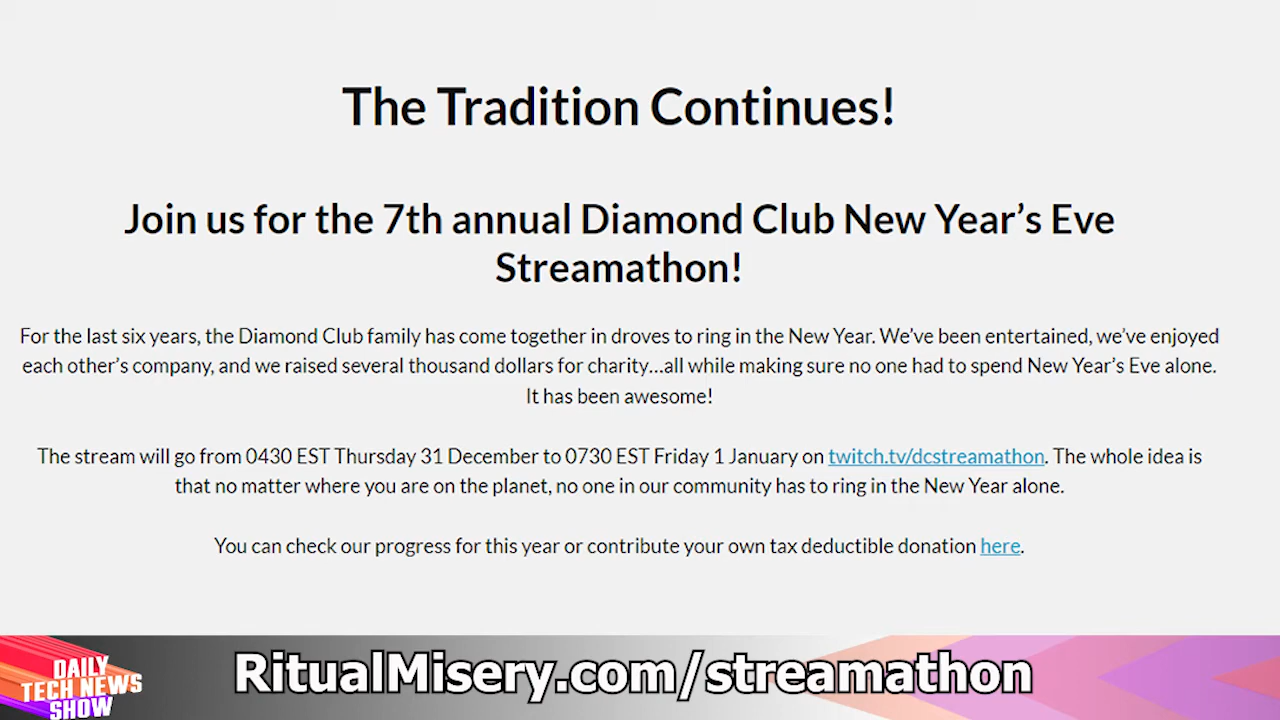 The Tradition Continues!
Join us for the 7th annual Diamond Club New Year's Eve
Streamathon!
For the last six years, the Diamond Club family has come together in droves to ring in the New Year. We've been entertained, we've enjoyed
each other's company, and we raised several thousand dollars for charity…all while making sure no one had to spend New Year's Eve alone.
It has been awesome!
The stream will go from 0430 EST Thursday 31 December to 0730 EST Friday 1 January on twitch.tv/dcstreamathon. The whole idea is
that no matter where you are on the planet, no one in our community has to ring in the New Year alone.
You can check our progress for this year or contribute your own tax deductible donation here.
DAILY
TECH NEWS
SHOW
RitualMisery.com/streamathon